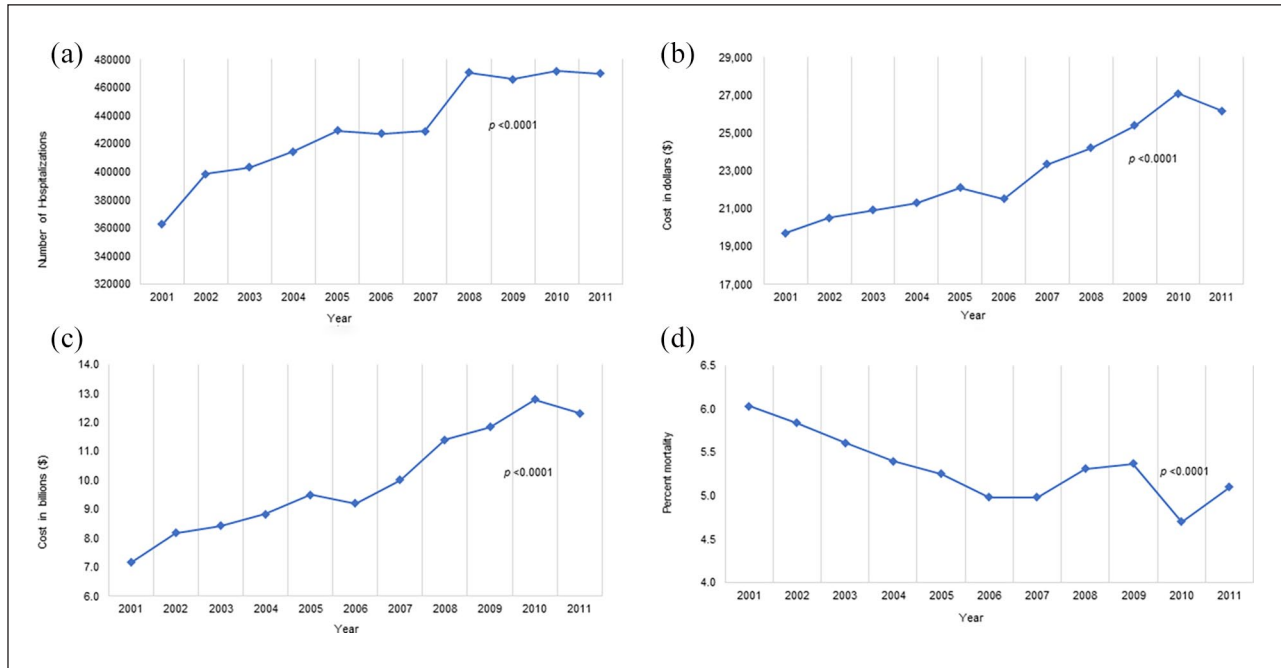 (a)
480000
460000
440000
420000
400000
380000
360000
340000
320000
Number of Hospitalizations
p <0.0001
2001 2002 2003 2004 2005 2006 2007 2008 2009 2010 2011
Year
(b)
29,000
27,000
25,000
23,000
21,000
19,000
17,000
Cost in dollars ($)
p <0.0001
2001 2002 2003 2004 2005 2006 2007 2008 2009 2010 2011
Year
(c)
14.0
13.0
12.0
11.0
10.0
9.0
8.0
7.0
6.0
Cost in billions ($)
p <0.0001
2001 2002 2003 2004 2005 2006 2007 2008 2009 2010 2011
Year
(d)
6.5
6.0
5.5
5.0
4.5
4.0
Percent mortality
p <0.0001
2001 2002 2003 2004 2005 2006 2007 2008 2009 2010 2011
Year